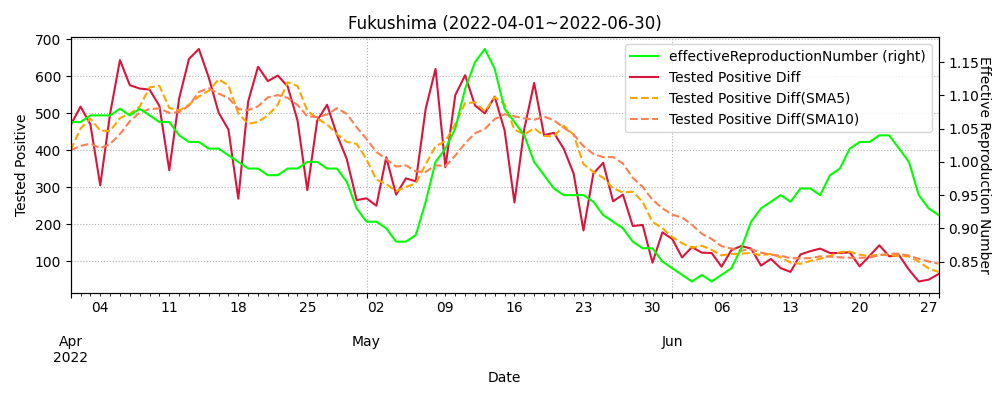 Fukushima (2022-04-01~2022-06-30)
effectiveReproductionNumber (right)
Tested Positive Diff
Tested Positive Diff(SMA5)
Tested Positive Diff(SMA10)
Tested Positive
700
600
500
400
300
200
100
1.15
1.10
1.05
1.00
0.95
0.90
0.85
Effective Reproduction Number
04 11 18 25 02 09 16 23 30 06 13 20 27
Apr May Jun
2022
Date